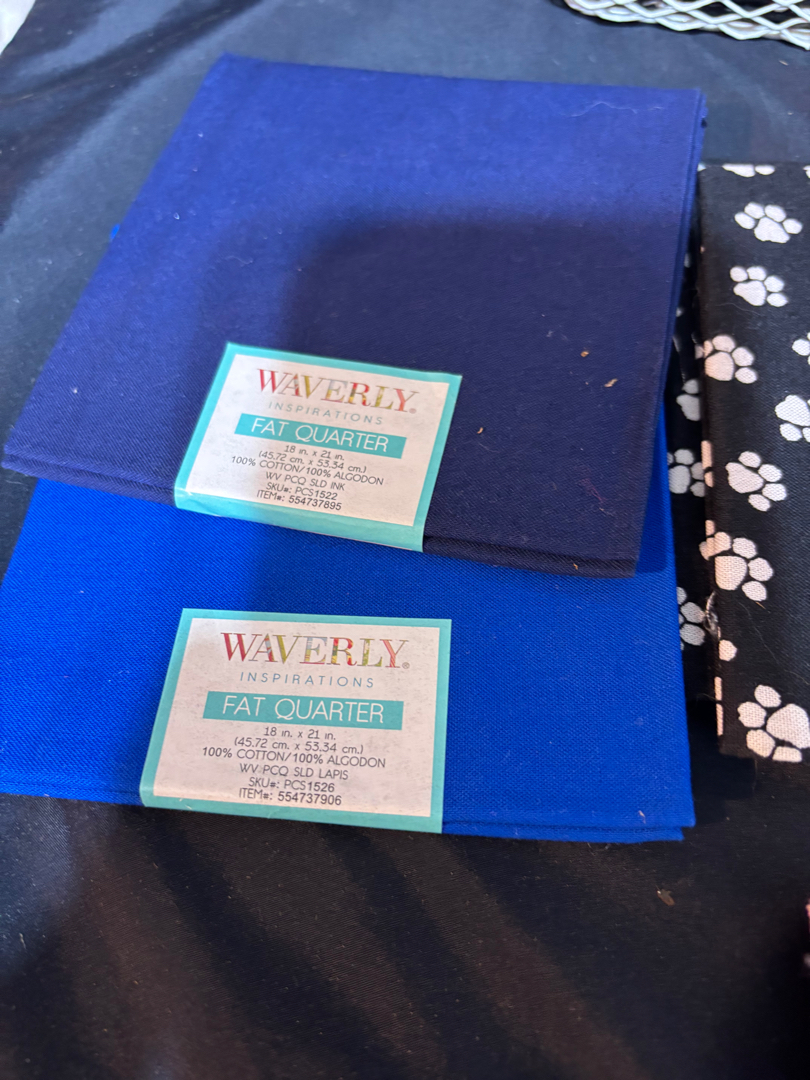 WAVERLY®
INSPIRATIONS
FAT QUARTER
18 in. x 21 in.
(45.72 cm. x 53.34 cm.)
100% COTTON/100% ALGODON
WV PCQ SLD INK
SKU#: PCS1522
ITEM#: 554737895
WAVERLY®
INSPIRATIONS
FAT QUARTER
18 in. x 21 in.
(45.72 cm. x 53.34 cm.)
100% COTTON/100% ALGODON
WV PCQ SLD LAPIS
SKU#: PCS1526
ITEM#: 554737906